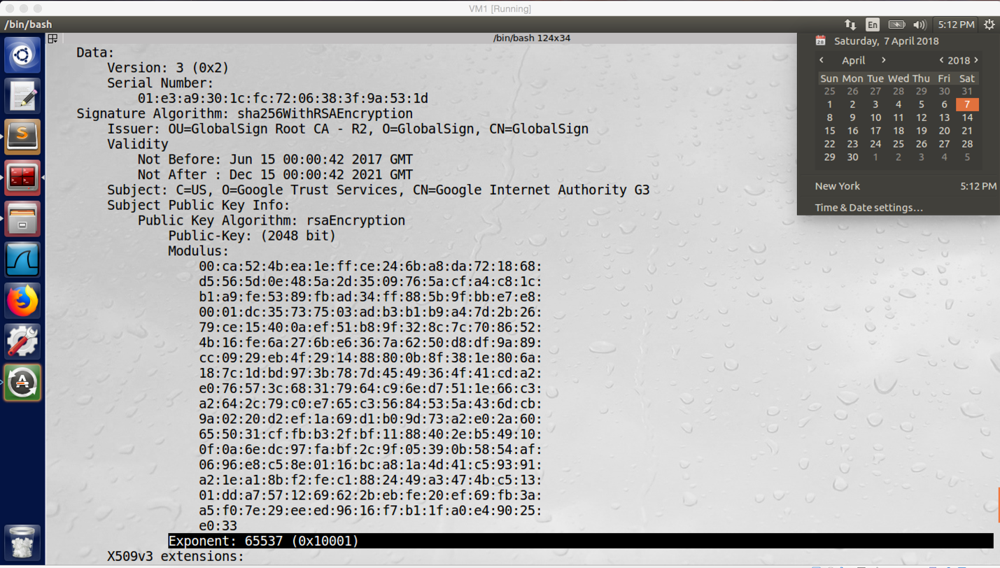 VM1 [Running]
/bin/bash
En
5:12 PM
/bin/bash 124x34
Data:
Version: 3 (0x2)
Serial Number:
01:e3:a9:30:1c:fc:72:06:38:3f:9a:53:1d
Signature Algorithm: sha256WithRSAEncryption
Issuer: OU=GlobalSign Root CA - R2, O=GlobalSign, CN=GlobalSign
Validity
Not Before: Jun 15 00:00:42 2017 GMT
Not After : Dec 15 00:00:42 2021 GMT
Subject: C=US, O=Google Trust Services, CN=Google Internet Authority G3
Subject Public Key Info:
Public Key Algorithm: rsaEncryption
Public-Key: (2048 bit)
Modulus:
00:ca:52:4b:ea:1e:ff:ce:24:6b:a8:da:72:18:68:
d5:56:5d:0e:48:5a:2d:35:09:76:5a:cf:a4:c8:1c:
b1:a9:fe:53:89:fb:ad:34:ff:88:5b:9f:bb:e7:e8:
00:01:dc:35:73:75:03:ad:b3:b1:b9:a4:7d:2b:26:
79:ce:15:40:0a:ef:51:b8:9f:32:8c:7c:70:86:52:
4b:16:fe:6a:27:6b:e6:36:7a:62:50:d8:df:9a:89:
cc:09:29:eb:4f:29:14:88:80:0b:8f:38:1e:80:6a:
18:7c:1d:bd:97:3b:78:7d:45:49:36:4f:41:cd:a2:
e0:76:57:3c:68:31:79:64:c9:6e:d7:51:1e:66:c3:
a2:64:2c:79:c0:e7:65:c3:56:84:53:5a:43:6d:cb:
9a:02:20:d2:ef:1a:69:d1:b0:9d:73:a2:e0:2a:60:
65:50:31:cf:fb:b3:2f:bf:11:88:40:2e:b5:49:10:
0f:0a:6e:dc:97:fa:bf:2c:9f:05:39:0b:58:54:af:
06:96:e8:c5:8e:01:16:bc:a8:1a:4d:41:c5:93:91:
a2:1e:a1:8b:f2:fe:c1:88:24:49:a3:47:4b:c5:13:
01:dd:a7:57:12:69:62:2b:eb:fe:20:ef:69:fb:3a:
a5:f0:7e:29:ee:ed:96:16:f7:b1:1f:a0:e4:90:25:
e0:33
Exponent: 65537 (0x10001)
X509v3 extensions:
28 Saturday, 7 April 2018
< April > < 2018 >
Sun Mon Tue Wed Thu Fri Sat
25 26 27 28 29 30 31
1 2 3 4 5 6 7
8 9 10 11 12 13 14
15 16 17 18 19 20 21
22 23 24 25 26 27 28
29 30 1 2 3 4 5
New York 5:12 PM
Time & Date settings...
S
A